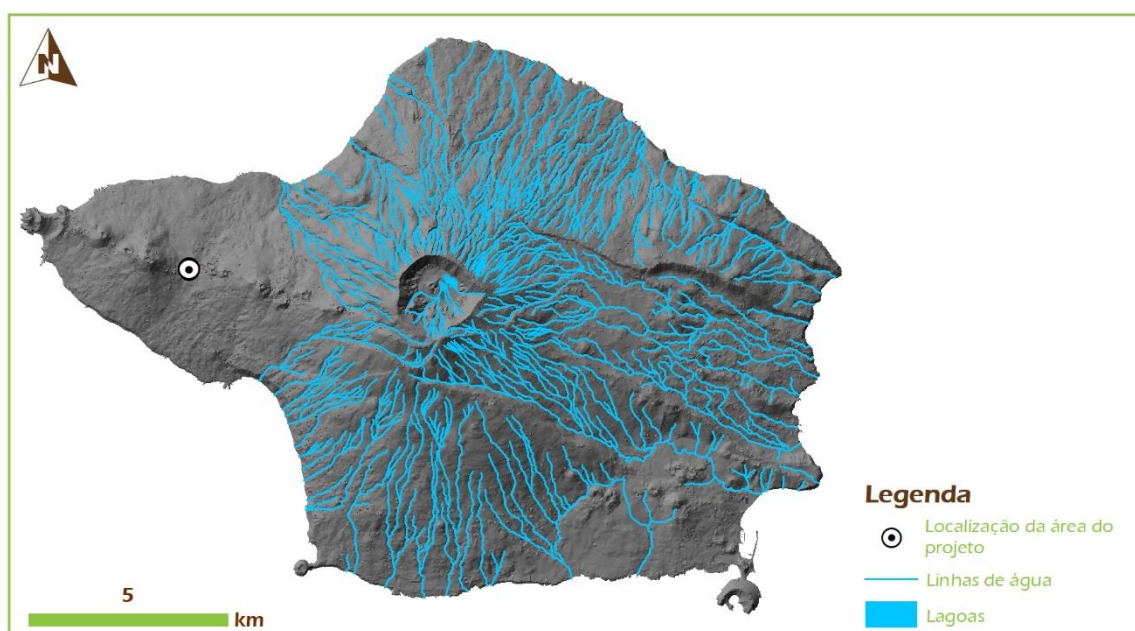 N
Legenda
Localização da área do
projeto
Linhas de água
Lagoas
5
km